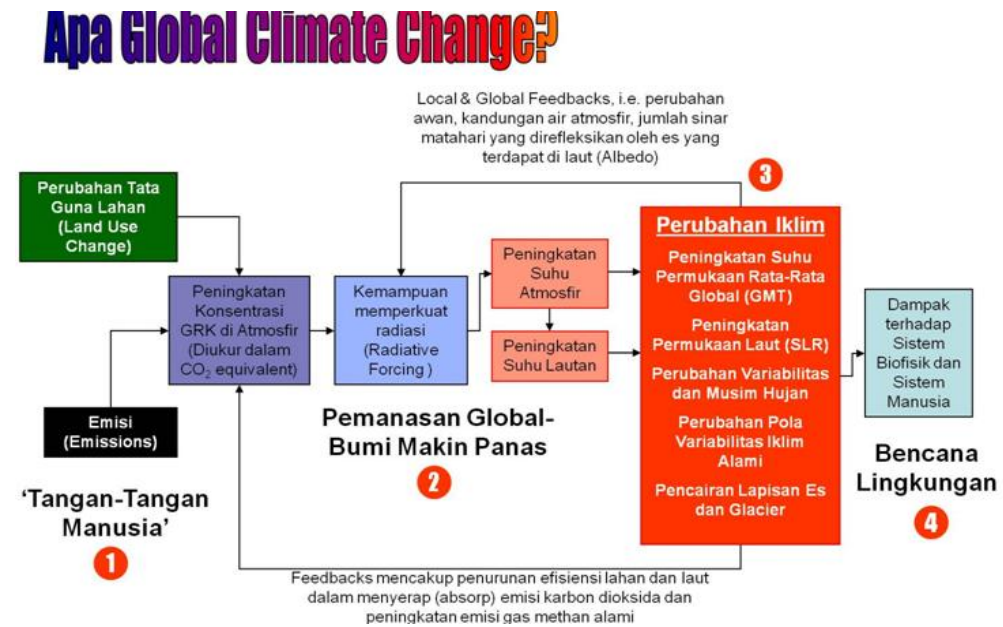 Apa Global Climate Change?
Local & Global Feedbacks, i.e. perubahan
awan, kandungan air atmosfir, jumlah sinar
matahari yang direfleksikan oleh es yang
terdapat di laut (Albedo)
3
Perubahan Tata
Guna Lahan
(Land Use
Change)
Peningkatan
Konsentrasi
GRK di Atmosfir
(Diukur dalam
CO₂ equivalent)
Emisi
(Emissions)
'Tangan-Tangan
Manusia'
1
Kemampuan
memperkuat
radiasi
(Radiative
Forcing )
Peningkatan
Suhu
Atmosfir
Peningkatan
Suhu Lautan
Pemanasan Global-
Bumi Makin Panas
2
Perubahan Iklim
Peningkatan Suhu
Permukaan Rata-Rata
Global (GMT)
Peningkatan
Permukaan Laut (SLR)
Perubahan Variabilitas
dan Musim Hujan
Perubahan Pola
Variabilitas Iklim
Alami
Pencairan Lapisan Es
dan Glacier
Dampak
terhadap
Sistem
Biofisik dan
Sistem
Manusia
Bencana
Lingkungan
4
Feedbacks mencakup penurunan efisiensi lahan dan laut
dalam menyerap (absorp) emisi karbon dioksida dan
peningkatan emisi gas methan alami